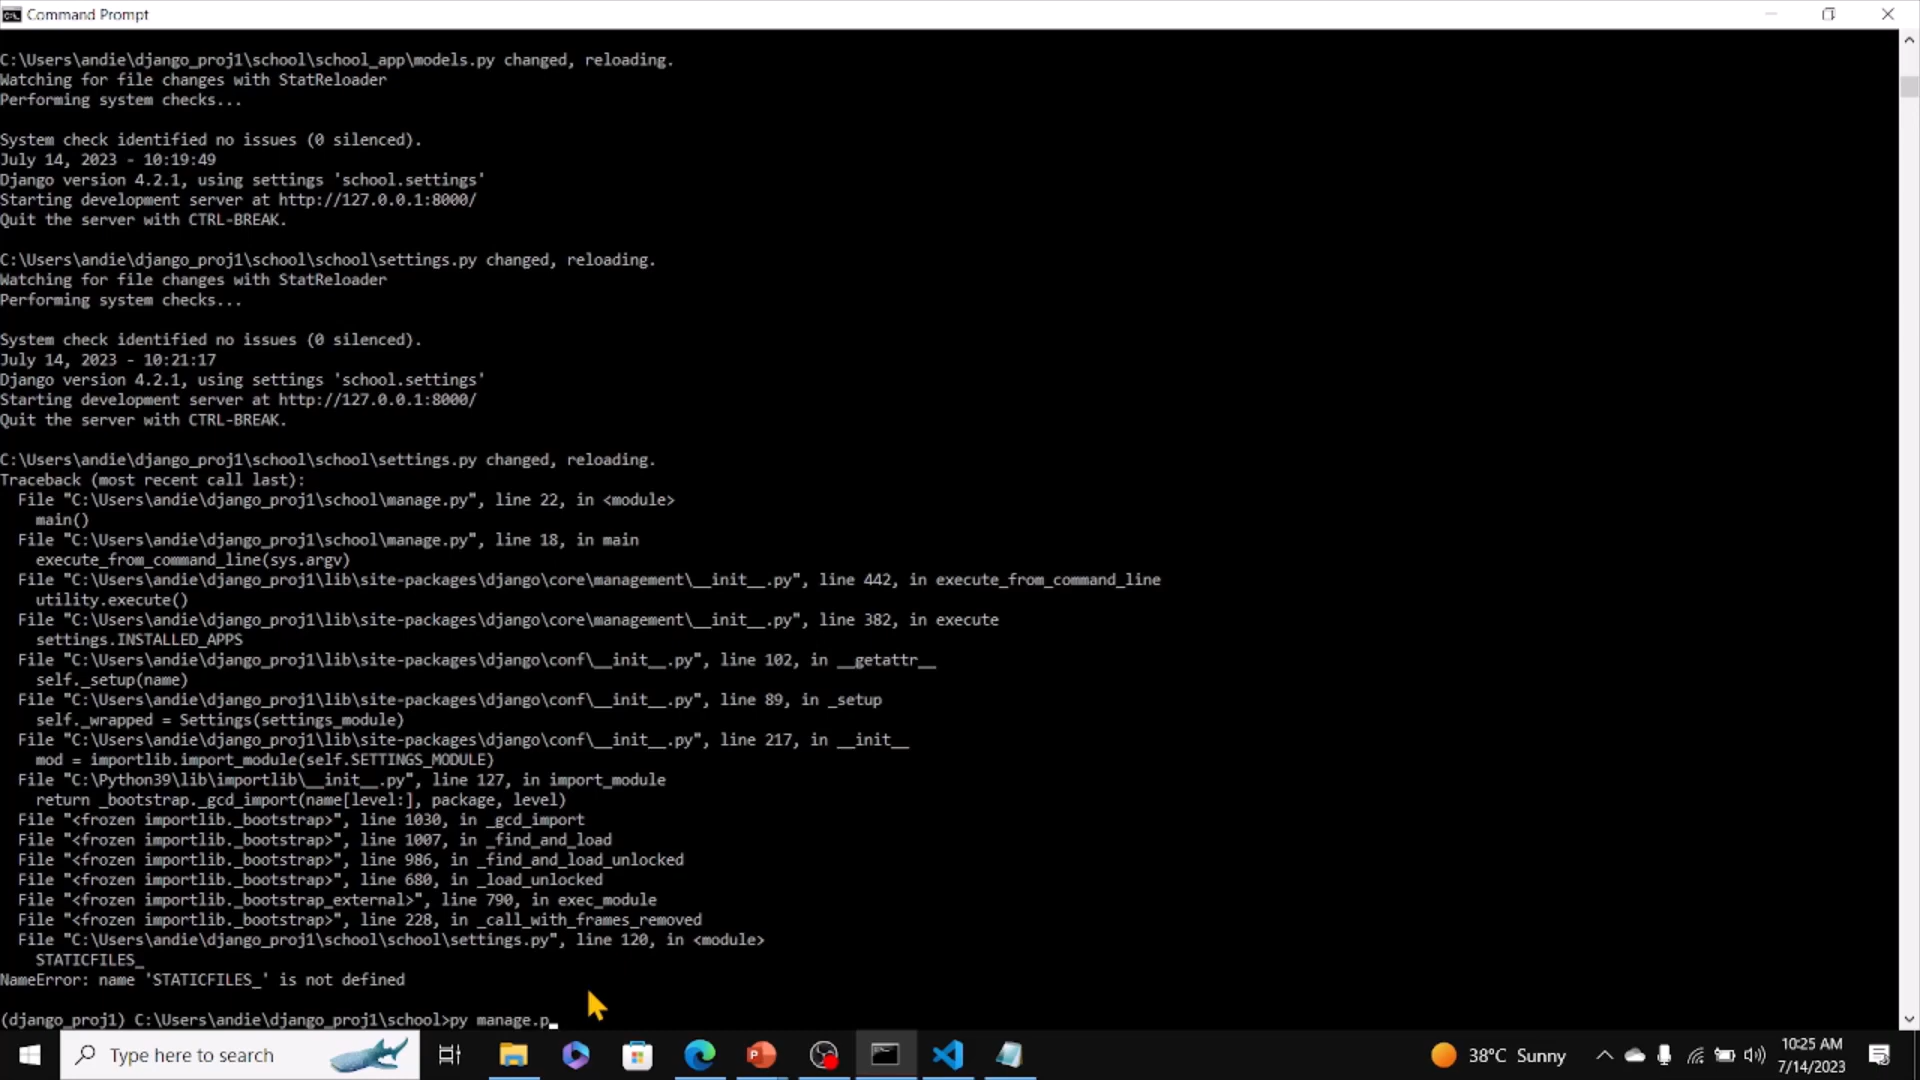 Command Prompt
C:\Users\andie\django_proj1\school\school_app\models.py changed, reloading.
Watching for file changes with StatReloader
Performing system checks...
System check identified no issues (0 silenced).
July 14, 2023 - 10:19:49
Django version 4.2.1, using settings 'school.settings'
Starting development server at http://127.0.0.1:8000/
Quit the server with CTRL-BREAK.
C:\Users\andie\django_proj1\school\school\settings.py changed, reloading.
Watching for file changes with StatReloader
Performing system checks...
System check identified no issues (0 silenced).
July 14, 2023 - 10:21:17
Django version 4.2.1, using settings 'school.settings'
Starting development server at http://127.0.0.1:8000/
Quit the server with CTRL-BREAK.
C:\Users\andie\django_proj1\school\school\settings.py changed, reloading.
Traceback (most recent call last):
File "C:\Users\andie\django_proj1\school\manage.py", line 22, in <module>
main()
File "C:\Users\andie\django_proj1\school\manage.py", line 18, in main
execute_from_command_line(sys.argv)
File "C:\Users\andie\django_proj1\lib\site-packages\django\core\management\__init__.py", line 442, in execute_from_command_line
utility.execute()
File "C:\Users\andie\django_proj1\lib\site-packages\django\core\management\__init__.py", line 382, in execute
settings.INSTALLED_APPS
File "C:\Users\andie\django_proj1\lib\site-packages\django\conf\__init__.py", line 102, in __getattr__
self._setup(name)
File "C:\Users\andie\django_proj1\lib\site-packages\django\conf\__init__.py", line 89, in _setup
self._wrapped = Settings(settings_module)
File "C:\Users\andie\django_proj1\lib\site-packages\django\conf\__init__.py", line 217, in __init__
mod = importlib.import_module(self.SETTINGS_MODULE)
File "C:\Python39\lib\importlib\__init__.py", line 127, in import_module
return _bootstrap._gcd_import(name[level:], package, level)
File "<frozen importlib._bootstrap>", line 1030, in _gcd_import
File "<frozen importlib._bootstrap>", line 1007, in _find_and_load
File "<frozen importlib._bootstrap>", line 986, in _find_and_load_unlocked
File "<frozen importlib._bootstrap>", line 680, in _load_unlocked
File "<frozen importlib._bootstrap_external>", line 790, in exec_module
File "<frozen importlib._bootstrap>", line 228, in _call_with_frames_removed
File "C:\Users\andie\django_proj1\school\school\settings.py", line 120, in <module>
STATICFILES_
NameError: name 'STATICFILES_' is not defined
(django_proj1) C:\Users\andie\django_proj1\school>py manage.p
Type here to search
38°C Sunny
10:25 AM
7/14/2023